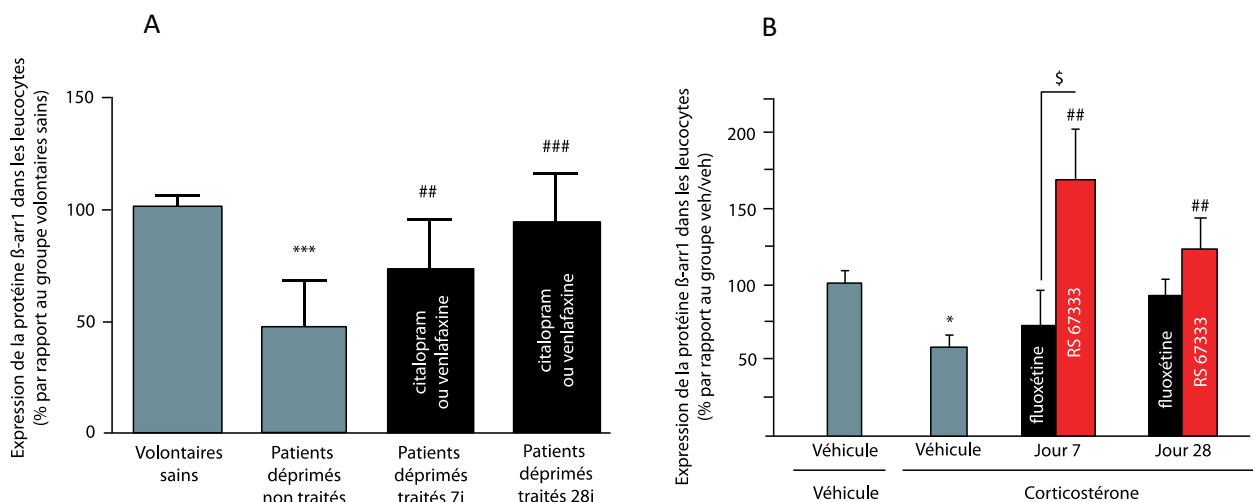 A
Expression de la protéine ß-arr1 dans les leucocytes
(% par rapport au groupe volontaires sains)
150
100
50
0
***
##
###
citalopram
ou venlafaxine
citalopram
ou venlafaxine
Volontaires
sains
Patients
déprimés
non traités
Patients
déprimés
traités 7j
Patients
déprimés
traités 28j
B
Expression de la protéine ß-arr1 dans les leucocytes
(% par rapport au groupe veh/veh)
200
150
100
50
*
$
##
##
fluoxétine
RS 67333
fluoxétine
RS 67333
Véhicule
Véhicule
Jour 7
Jour 28
Véhicule
Corticostérone